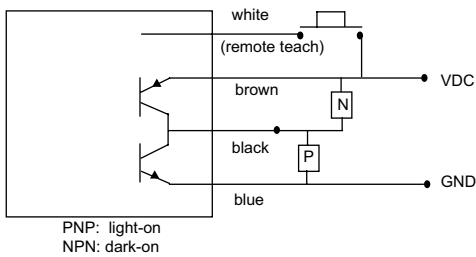 white
(remote teach)
VDC
brown
N
black
P
GND
blue
PNP: light-on
NPN: dark-on